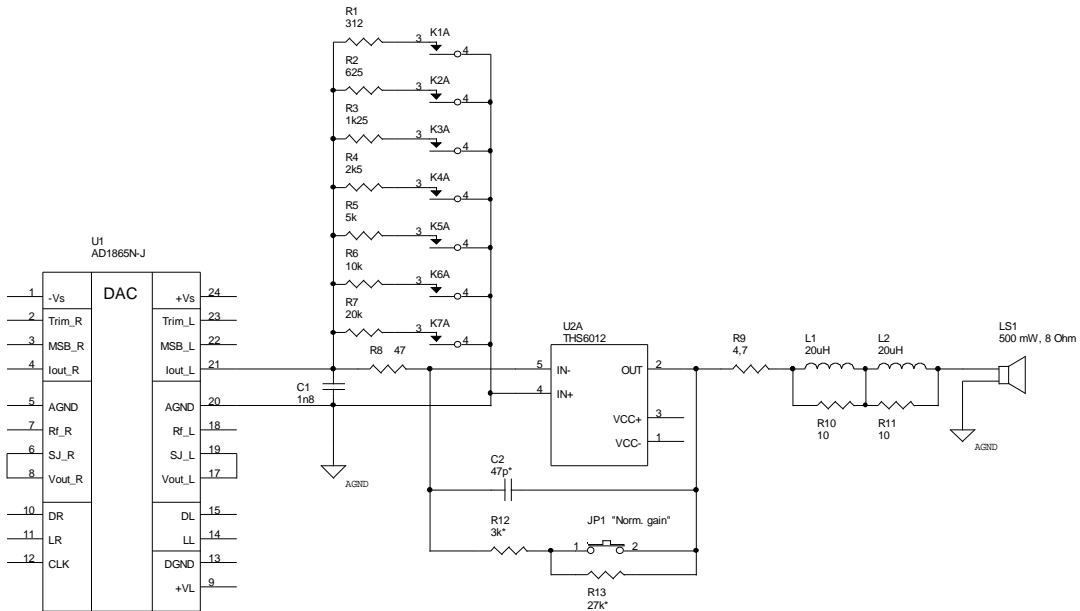 R1
312
3
K1A
4
R2
625
3
K2A
4
R3
1k25
3
K3A
4
R4
2k5
3
K4A
4
R5
5k
3
K5A
4
R6
10k
3
K6A
4
R7
20k
3
K7A
4
R8 47
C1
1n8
AGND
U1
AD1865N-J
DAC
1 -Vs
2 Trim_R
3 MSB_R
4 Iout_R
5 AGND
7 Rf_R
6 SJ_R
8 Vout_R
10 DR
11 LR
12 CLK
+Vs 24
Trim_L 23
MSB_L 22
Iout_L 21
AGND 20
Rf_L 18
SJ_L 19
Vout_L 17
DL 15
LL 14
DGND 13
+VL 9
U2A
THS6012
5 IN-
4 IN+
OUT 2
VCC+ 3
VCC- 1
C2
47p*
R12
3k*
JP1 "Norm. gain"
1 2
R13
27k*
R9
4,7
L1
20uH
L2
20uH
R10
10
R11
10
LS1
500 mW, 8 Ohm
AGND